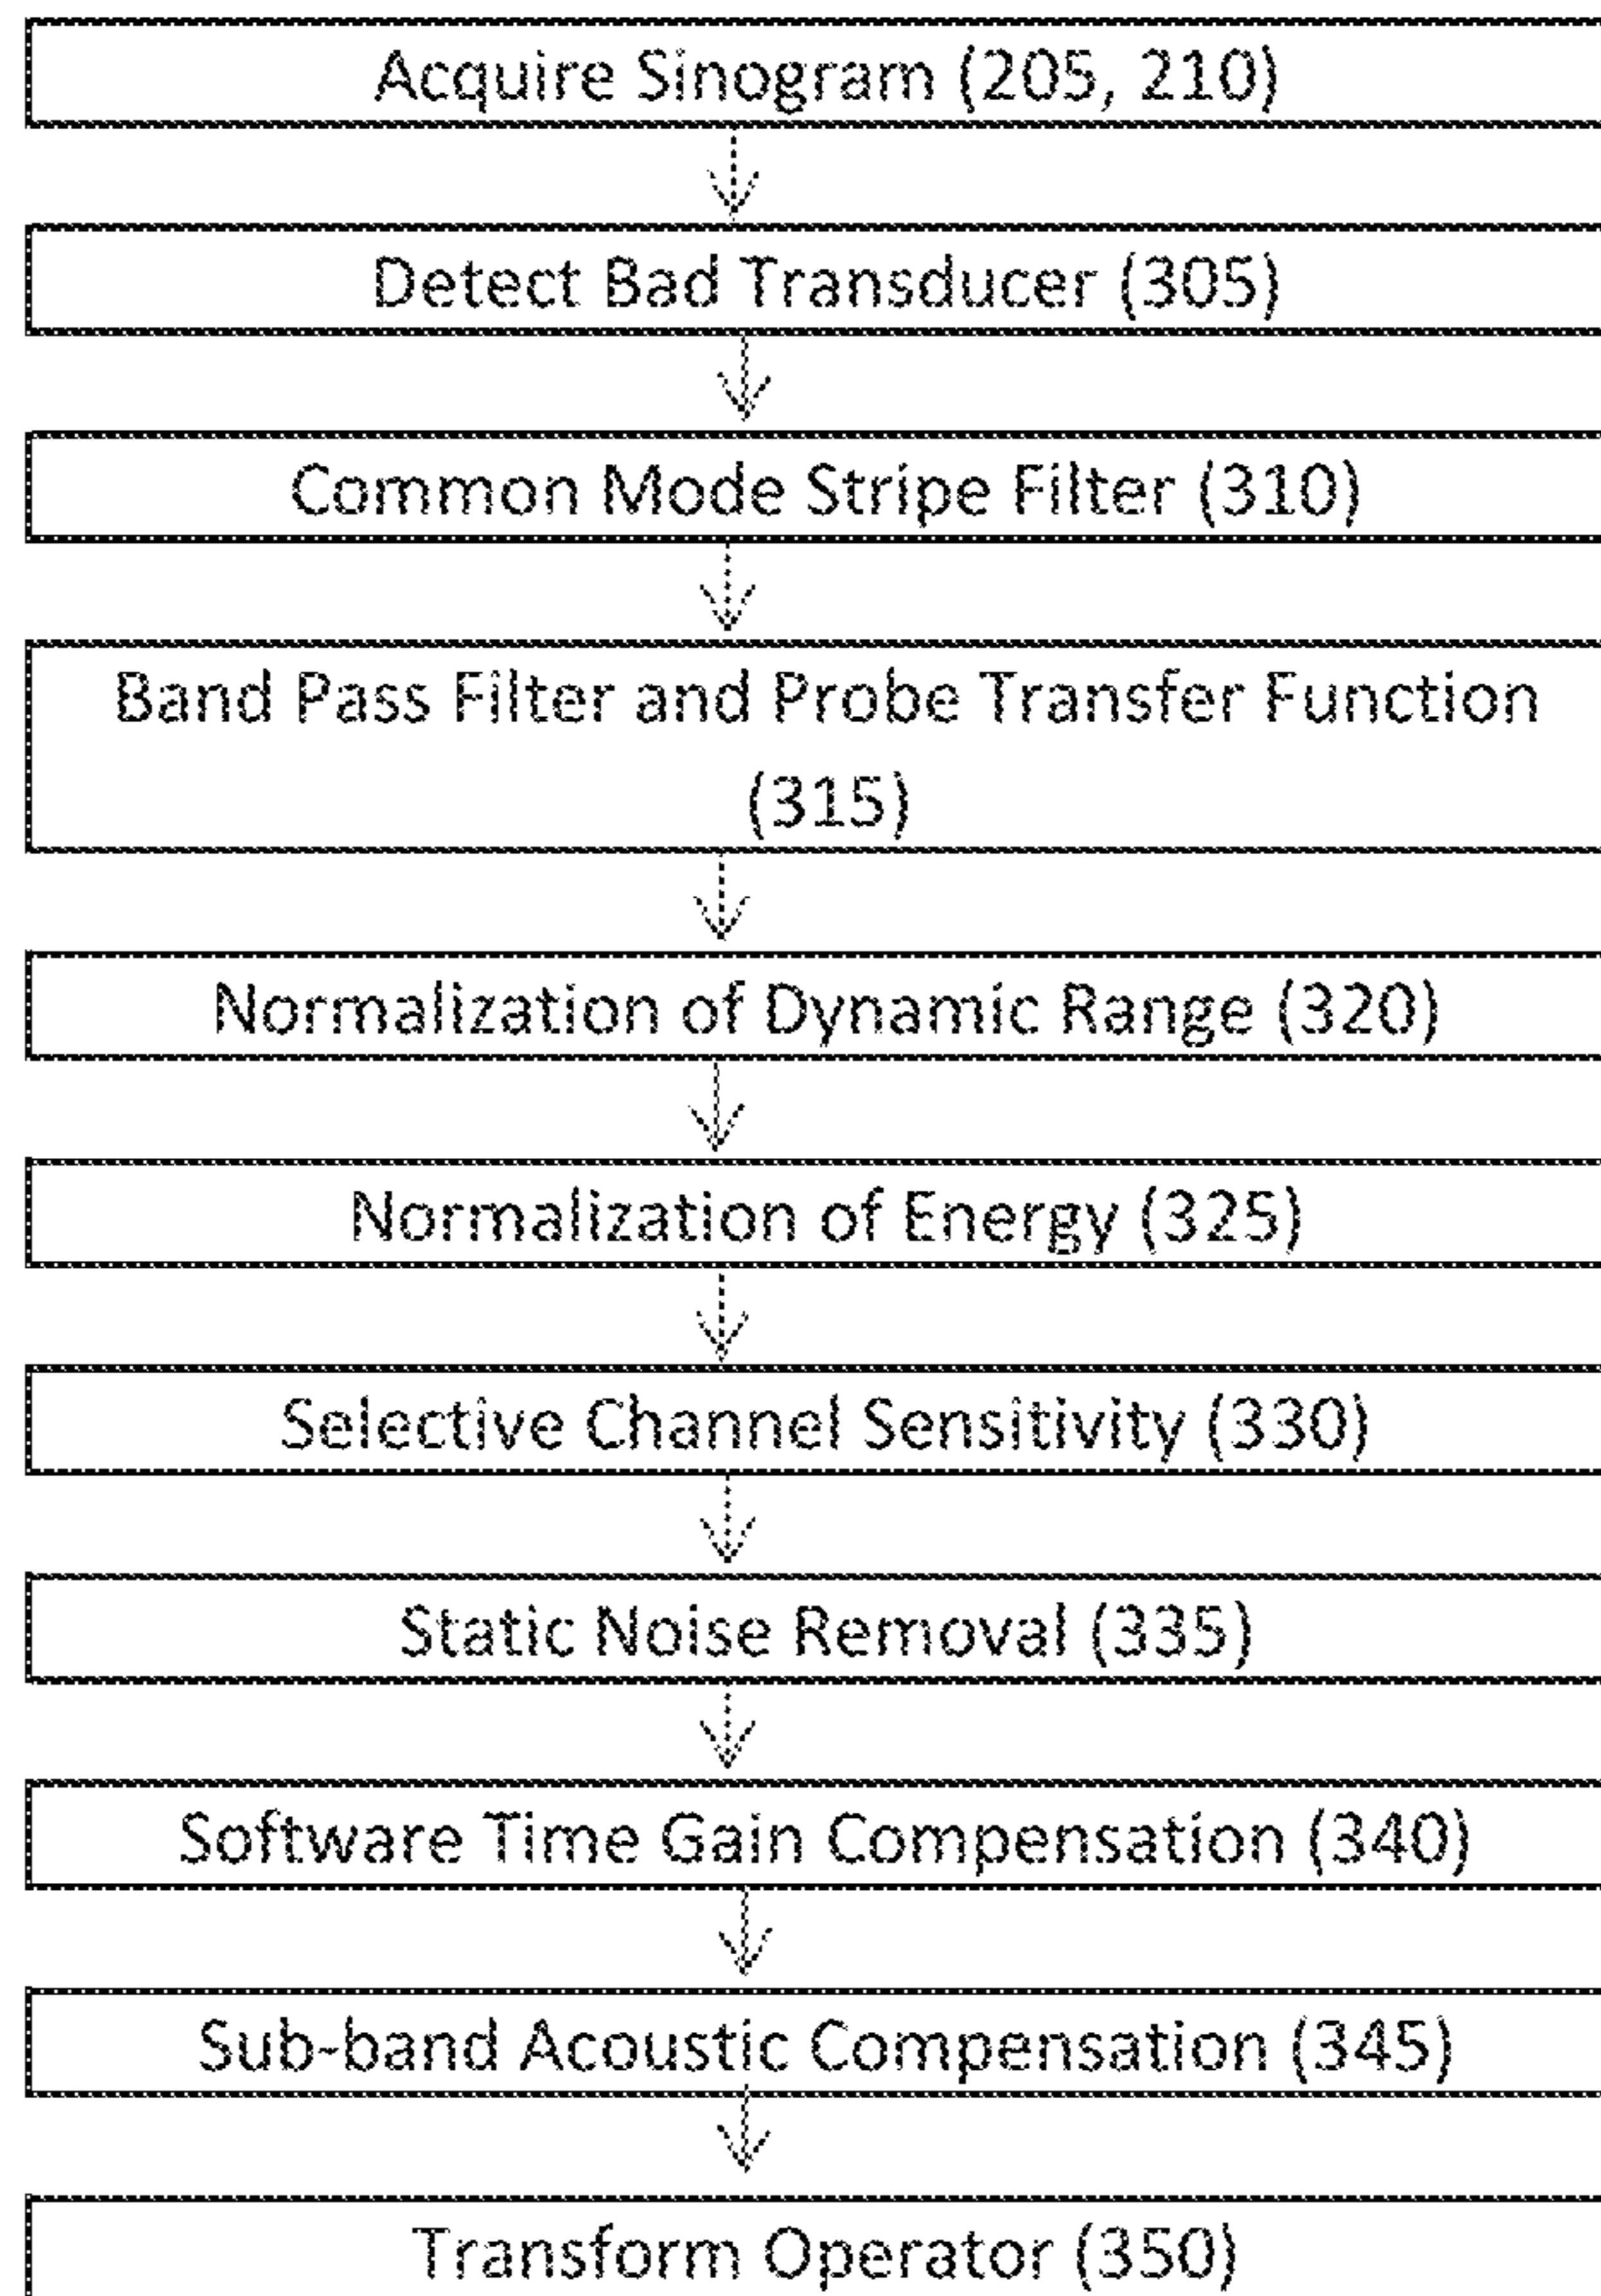 Acquire Sinogram (205, 210)
Detect Bad Transducer (305)
Common Mode Stripe Filter (310)
Band Pass Filter and Probe Transfer Function
(315)
Normalization of Dynamic Range (320)
Normalization of Energy (325)
Selective Channel Sensitivity (330)
Static Noise Removal (335)
Software Time Gain Compensation (340)
Sub-band Acoustic Compensation (345)
Transform Operator (350)